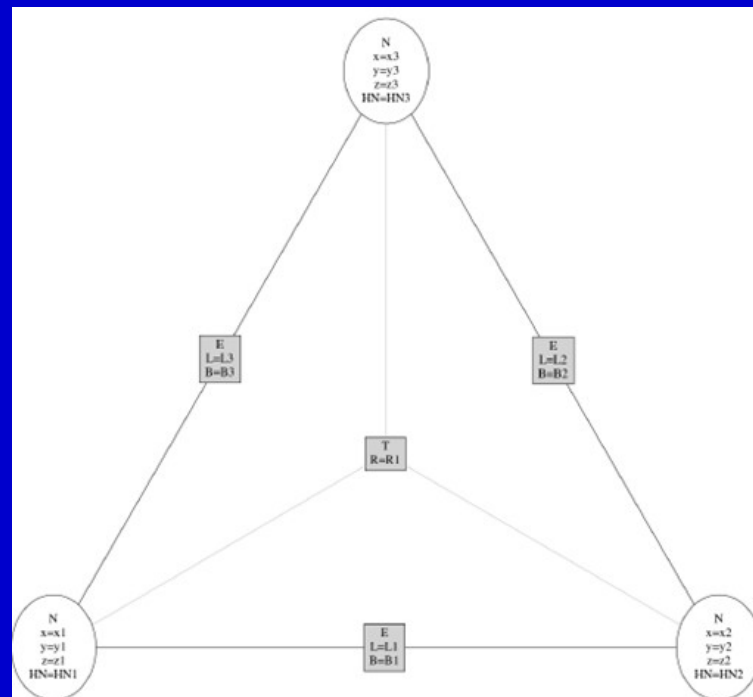 N
x=x3
y=y3
z=z3
HN=HN3
E
L=L3
B=B3
E
L=L2
B=B2
T
R=R1
N
x=x1
y=y1
z=z1
HN=HN1
E
L=L1
B=B1
N
x=x2
y=y2
z=z2
HN=HN2